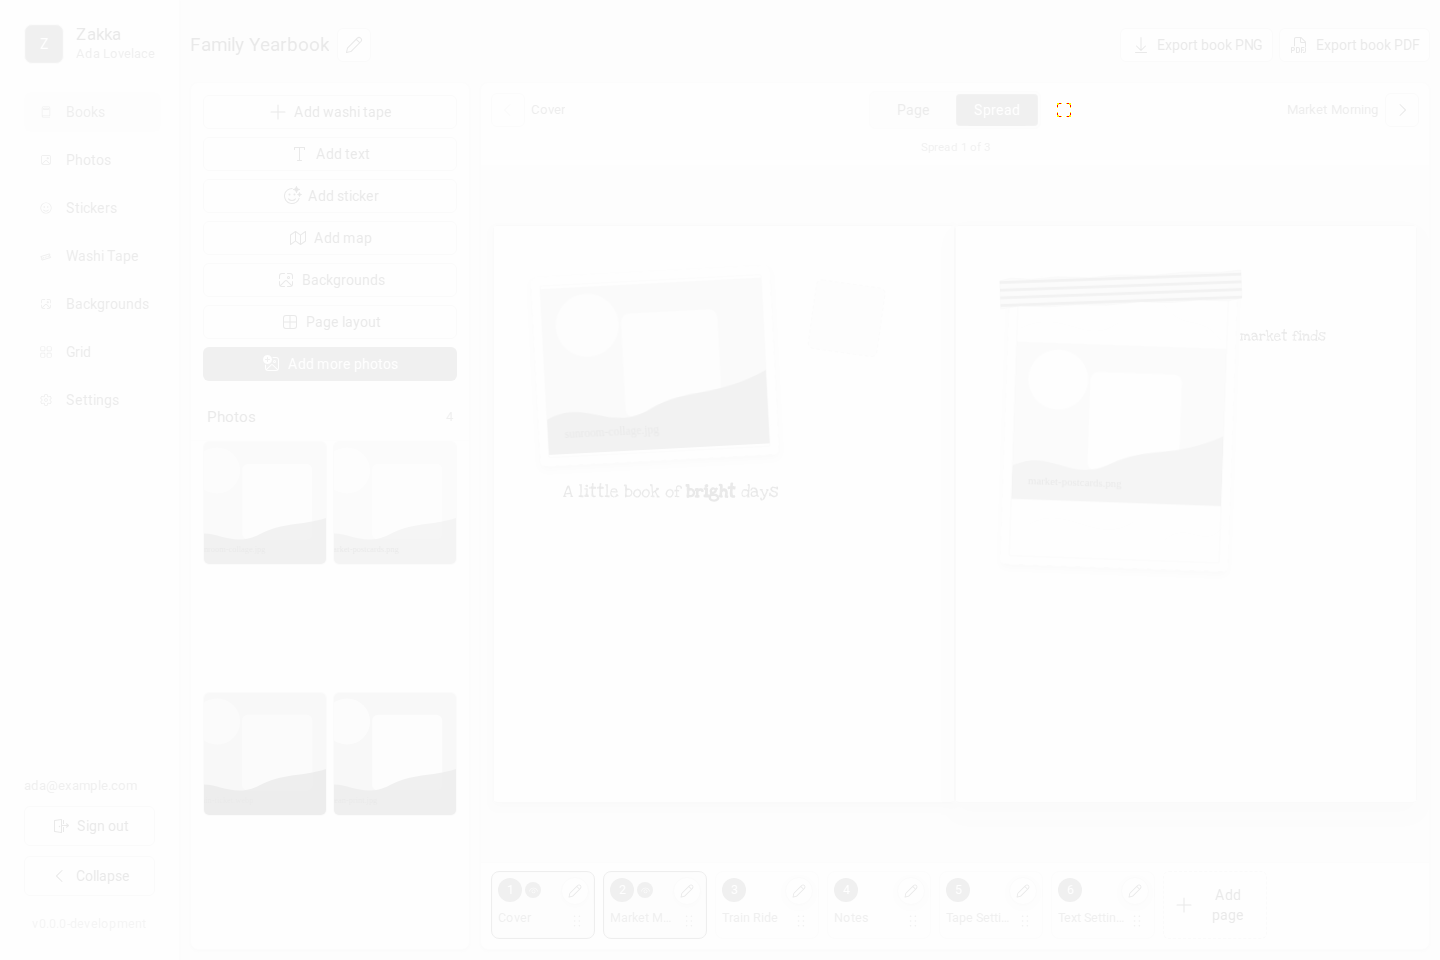 Z
Zakka
Ada Lovelace
Books
Photos
Stickers
Washi Tape
Backgrounds
Grid
Settings
ada@example.com
Sign out
Collapse
v0.0.0-development
Family Yearbook
Export book PNG
Export book PDF
Add washi tape
Add text
Add sticker
Add map
Backgrounds
Page layout
Add more photos
Photos
4
Cover
Page
Spread
Market Morning
Spread 1 of 3
A little book of bright days
market finds
market-postcards.png
1
Cover
2
Market M...
3
Train Ride
4
Notes
5
Tape Setti...
6
Text Settin...
Add
page